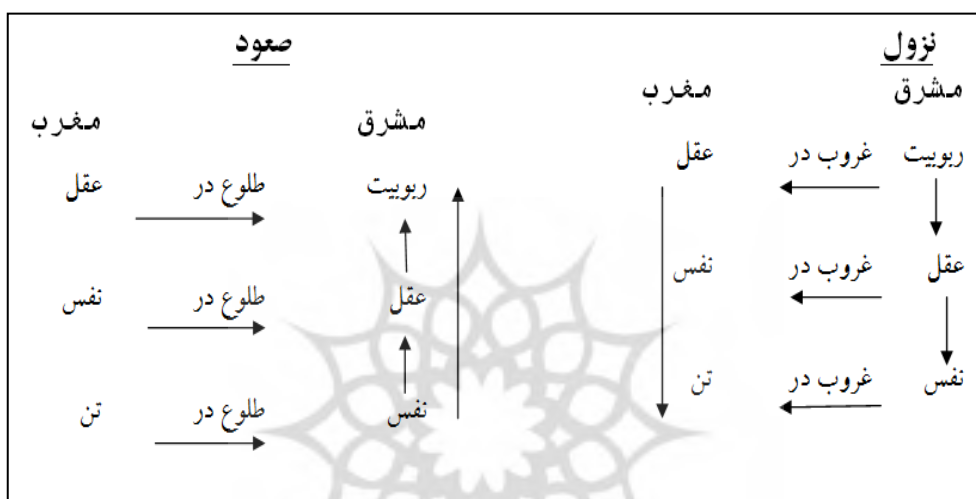 نزول
صعود
مشرق
مغرب
مشرق
مغرب
ربوبیت
غروب در
عقل
ربوبیت
طلوع در
عقل
عقل
غروب در
نفس
عقل
طلوع در
نفس
نفس
غروب در
تن
نفس
طلوع در
تن